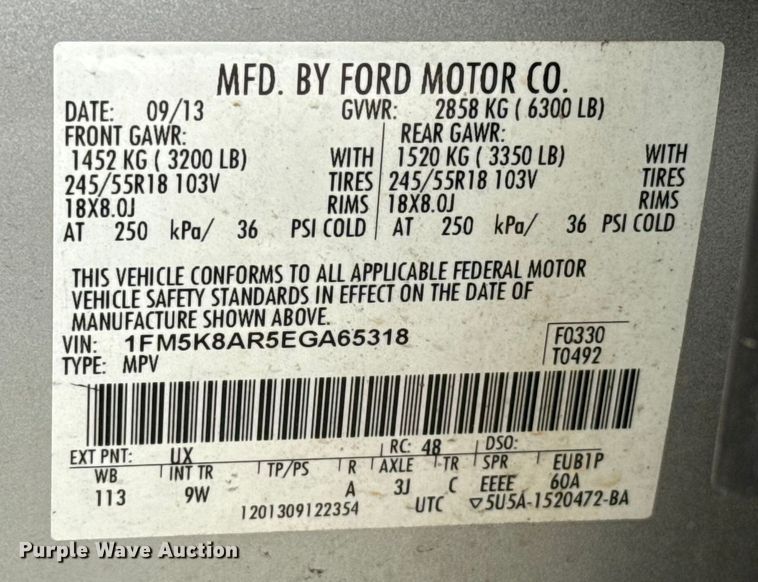 MFD. BY FORD MOTOR CO.
DATE: 09/13 GVWR: 2858 KG ( 6300 LB)
FRONT GAWR: REAR GAWR:
1452 KG ( 3200 LB) WITH 1520 KG ( 3350 LB) WITH
245/55R18 103V TIRES 245/55R18 103V TIRES
18X8.0J RIMS 18X8.0J RIMS
AT 250 kPa/ 36 PSI COLD AT 250 kPa/ 36 PSI COLD
THIS VEHICLE CONFORMS TO ALL APPLICABLE FEDERAL MOTOR
VEHICLE SAFETY STANDARDS IN EFFECT ON THE DATE OF
MANUFACTURE SHOWN ABOVE.
VIN: 1FM5K8AR5EGA65318 F0330
TYPE: MPV T0492
EXT PNT: UX RC: 48 DSO:
WB INT TR TP/PS R AXLE TR SPR EUB1P
113 9W A 3J C EEEE 60A
1201309122354 UTC ▽5U5A-1520472-BA
Purple Wave Auction